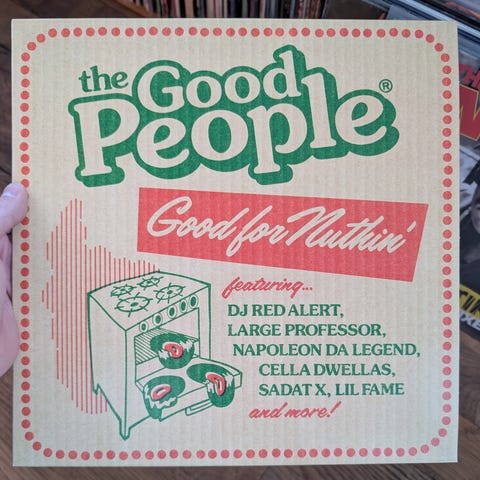 the Good
People®
Good for Nuthin'
featuring...
DJ RED ALERT,
LARGE PROFESSOR,
NAPOLEON DA LEGEND,
CELLA DWELLAS,
SADAT X, LIL FAME
and more!